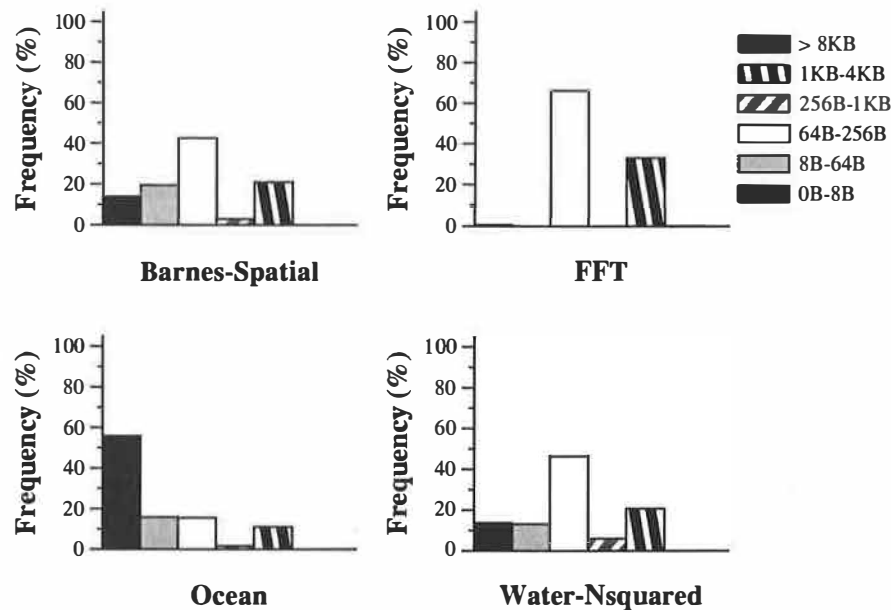 Frequency (%)
100
80
60
40
20
0
Barnes-Spatial
Frequency (%)
100
80
60
40
20
0
FFT
> 8KB
1KB-4KB
256B-1KB
64B-256B
8B-64B
0B-8B
Frequency (%)
100
80
60
40
20
0
Ocean
Frequency (%)
100
80
60
40
20
0
Water-Nsquared